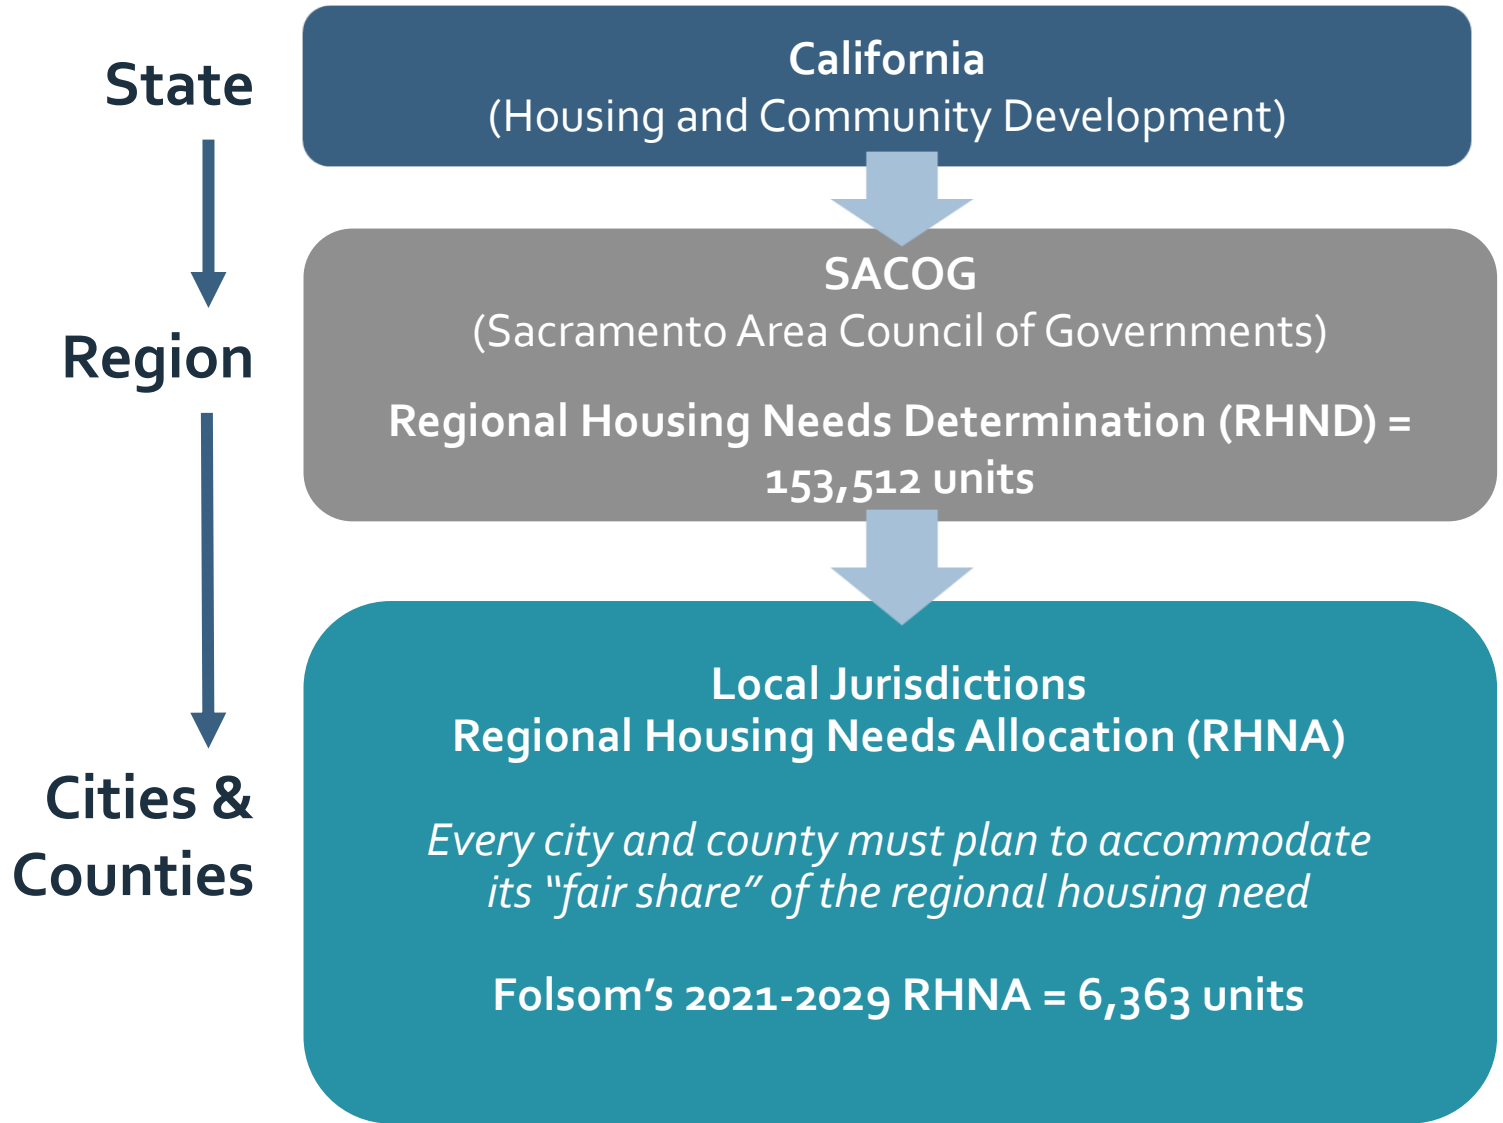 State
California
(Housing and Community Development)
Region
SACOG
(Sacramento Area Council of Governments)
Regional Housing Needs Determination (RHND) =
153,512 units
Cities &
Counties
Local Jurisdictions
Regional Housing Needs Allocation (RHNA)
Every city and county must plan to accommodate
its “fair share” of the regional housing need
Folsom’s 2021-2029 RHNA = 6,363 units